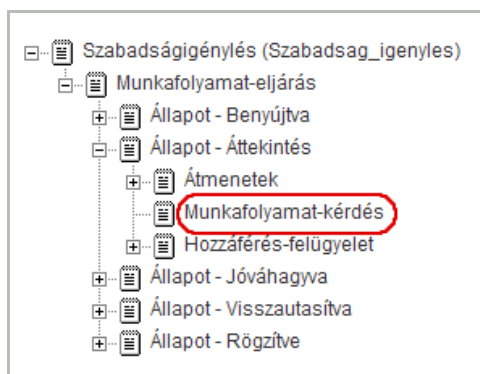 Szabadságigénylés (Szabadsag_igenyles)
Munkafolyamat-eljárás
Állapot - Benyújtva
Állapot - Áttekintés
Átmenetek
Munkafolyamat-kérdés
Hozzáférés-felügyelet
Állapot - Jóváhagyva
Állapot - Visszautasítva
Állapot - Rögzítve